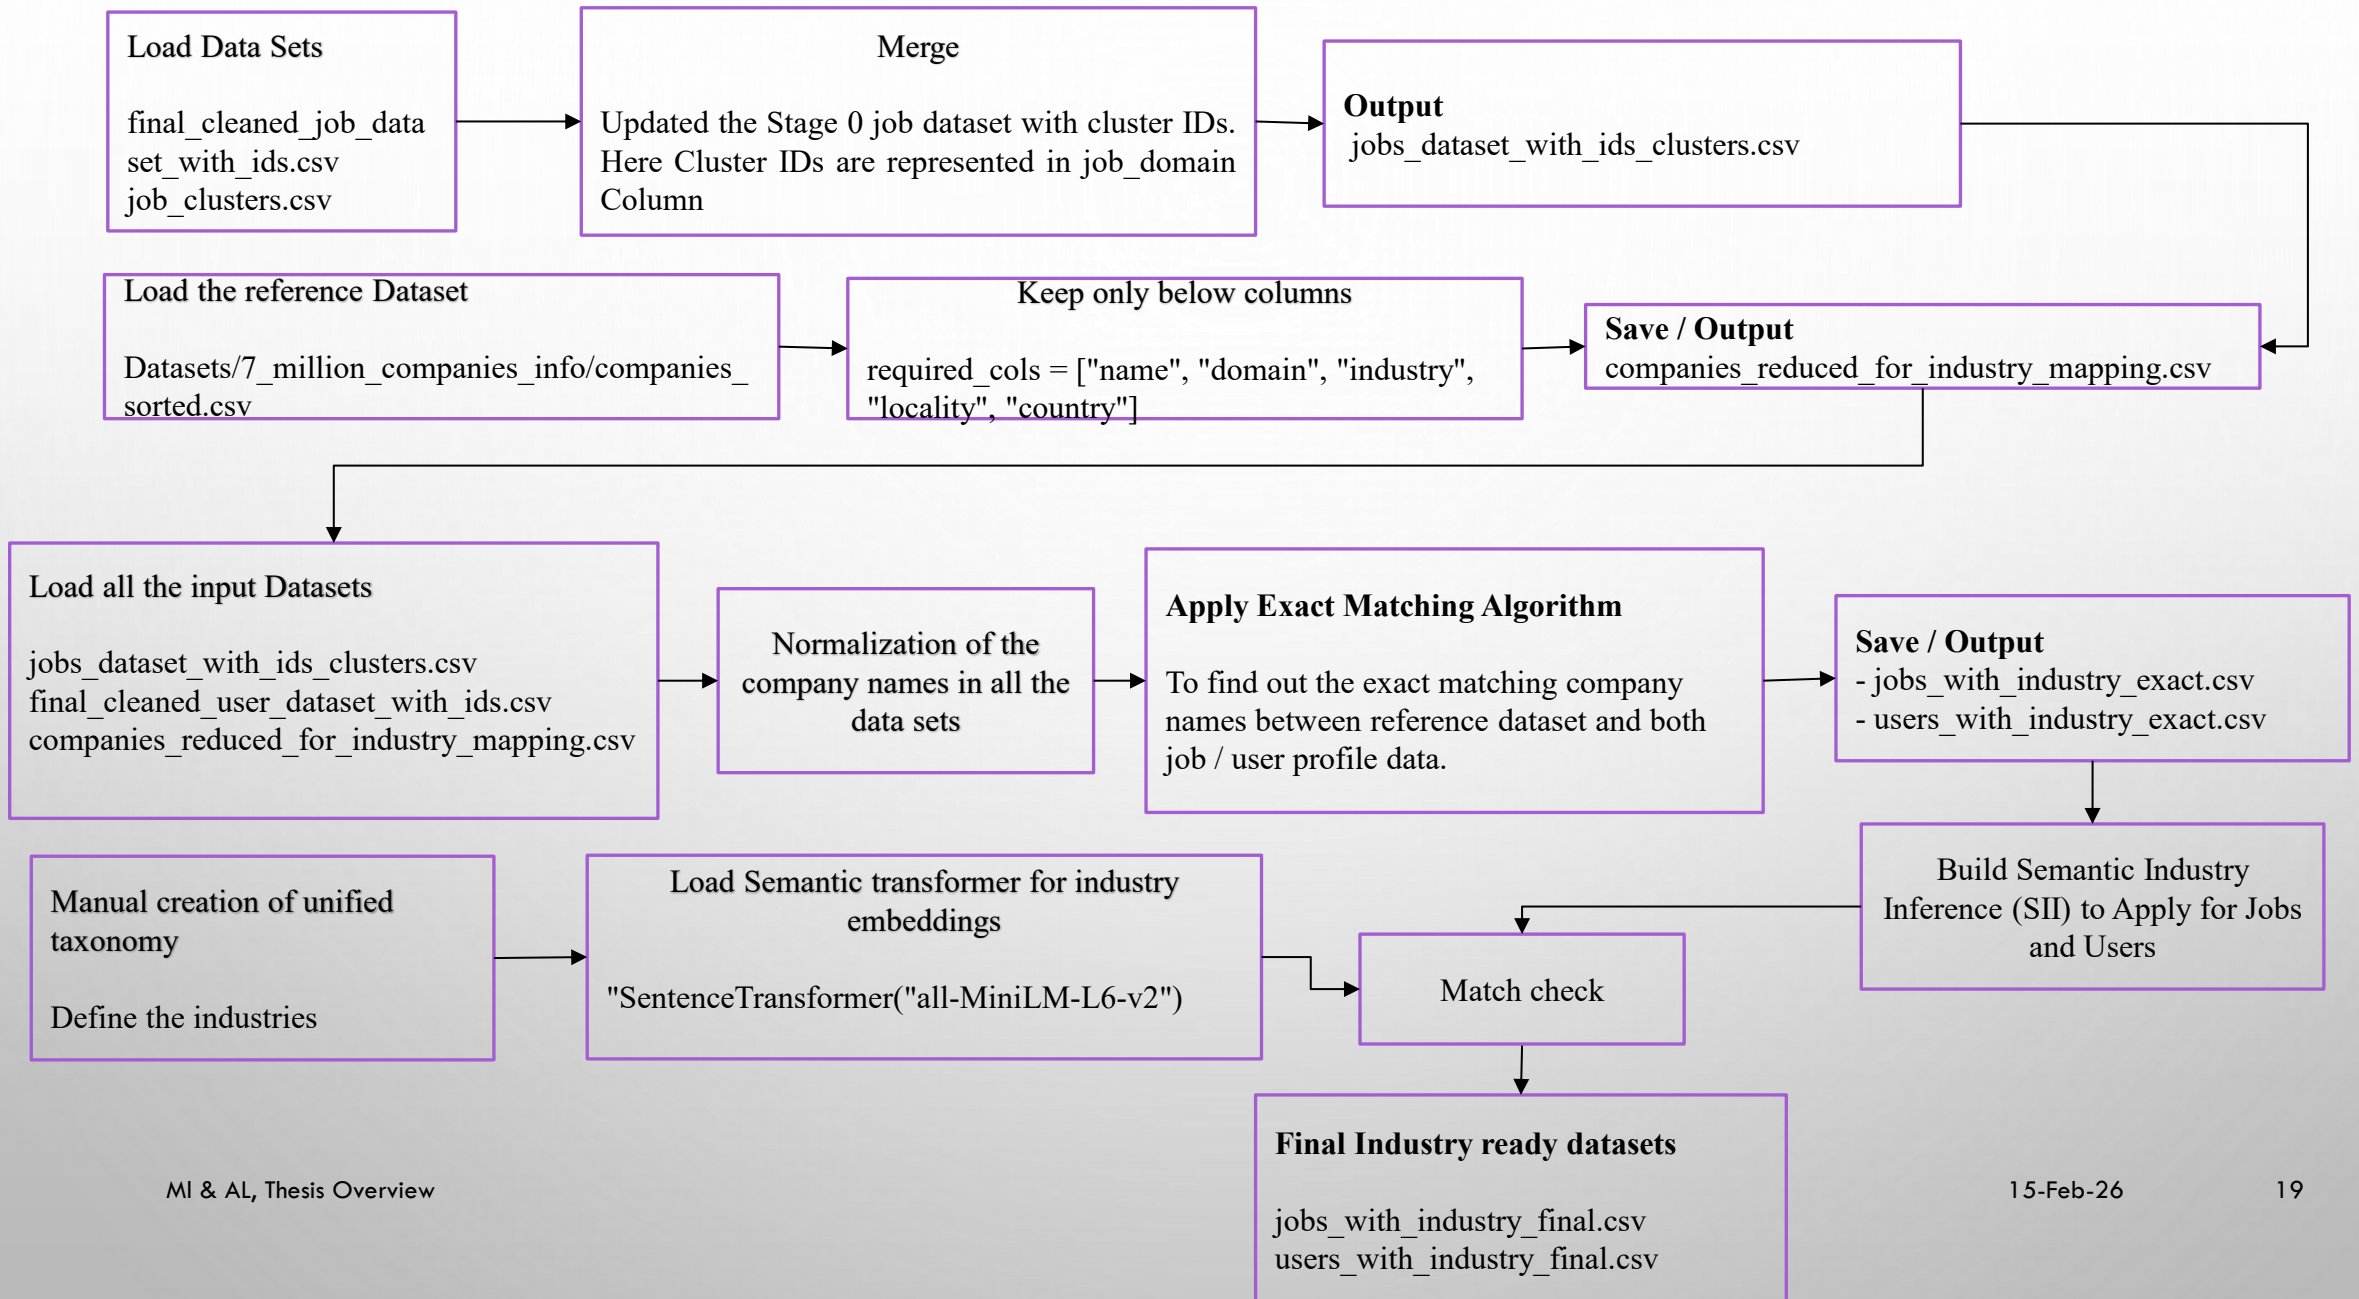 Load Data Sets
final_cleaned_job_data
set_with_ids.csv
job_clusters.csv
Merge
Updated the Stage 0 job dataset with cluster IDs.
Here Cluster IDs are represented in job_domain
Column
Output
jobs_dataset_with_ids_clusters.csv
Load the reference Dataset
Datasets/7_million_companies_info/companies_
sorted.csv
Keep only below columns
required_cols = ["name", "domain", "industry",
"locality", "country"]
Save / Output
companies_reduced_for_industry_mapping.csv
Load all the input Datasets
jobs_dataset_with_ids_clusters.csv
final_cleaned_user_dataset_with_ids.csv
companies_reduced_for_industry_mapping.csv
Normalization of the
company names in all the
data sets
Apply Exact Matching Algorithm
To find out the exact matching company
names between reference dataset and both
job / user profile data.
Save / Output
- jobs_with_industry_exact.csv
- users_with_industry_exact.csv
Manual creation of unified
taxonomy
Define the industries
Load Semantic transformer for industry
embeddings
"SentenceTransformer("all-MiniLM-L6-v2")
Match check
Build Semantic Industry
Inference (SII) to Apply for Jobs
and Users
Final Industry ready datasets
jobs_with_industry_final.csv
users_with_industry_final.csv
MI & AL, Thesis Overview
15-Feb-26
19